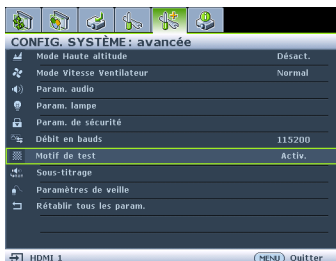 CONFIG. SYSTÈME : avancée
Mode Haute altitude Désact.
Mode Vitesse Ventilateur Normal
Param. audio
Param. lampe
Param. de sécurité
Débit en bauds 115200
Motif de test Activ.
Sous-titrage
Paramètres de veille
Rétablir tous les param.
HDMI 1 MENU Quitter